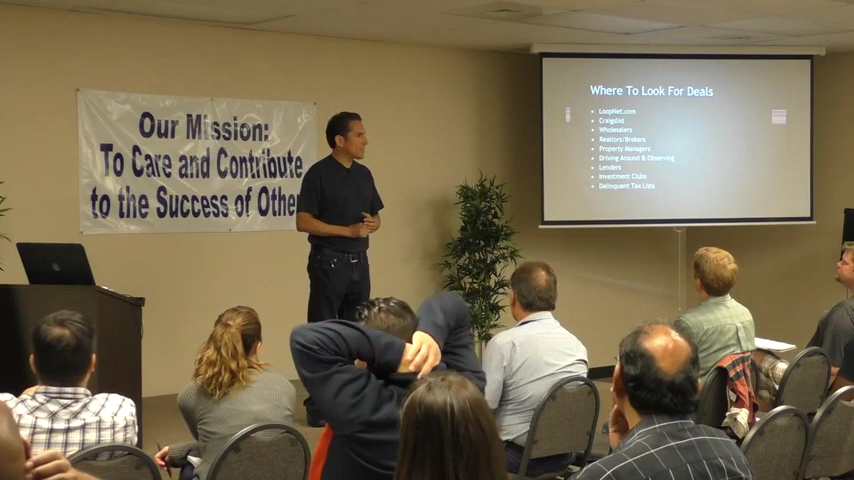 Our Mission:
To Care and Contribute
to the Success of Othe
Where To Look For Deals
LoopNet.com
Craigslist
Wholesalers
Realtors/Brokers
Property Managers
Driving Around & Observing
Lenders
Investment Clubs
Delinquent Tax Lists